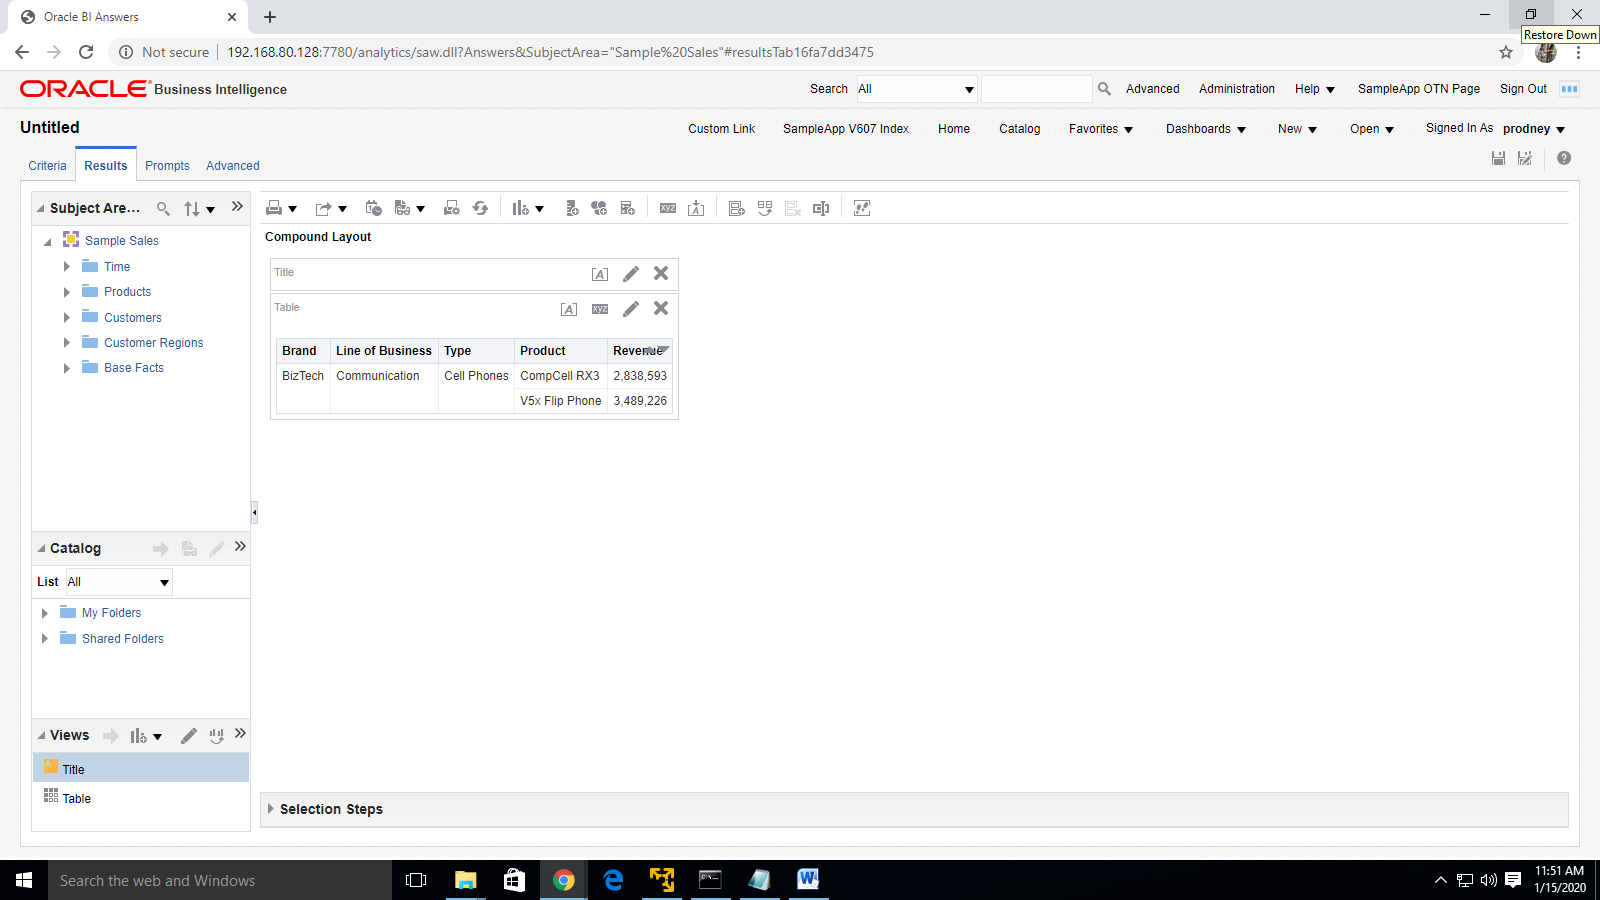 Oracle BI Answers
Restore Down
Not secure 192.168.80.128:7780/analytics/saw.dll?Answers&SubjectArea="Sample%20Sales"#resultsTab16fa7dd3475
ORACLE Business Intelligence
Search All Advanced Administration Help SampleApp OTN Page Sign Out
Untitled
Custom Link SampleApp V607 Index Home Catalog Favorites Dashboards New Open Signed In As prodney
Criteria Results Prompts Advanced
Subject Are...
Sample Sales
Time
Products
Customers
Customer Regions
Base Facts
Compound Layout
Title
Table
Brand Line of Business Type Product Revenue
BizTech Communication Cell Phones CompCell RX3 2,838,593
V5x Flip Phone 3,489,226
Catalog
List All
My Folders
Shared Folders
Views
Title
Table
Selection Steps
Search the web and Windows
11:51 AM
1/15/2020